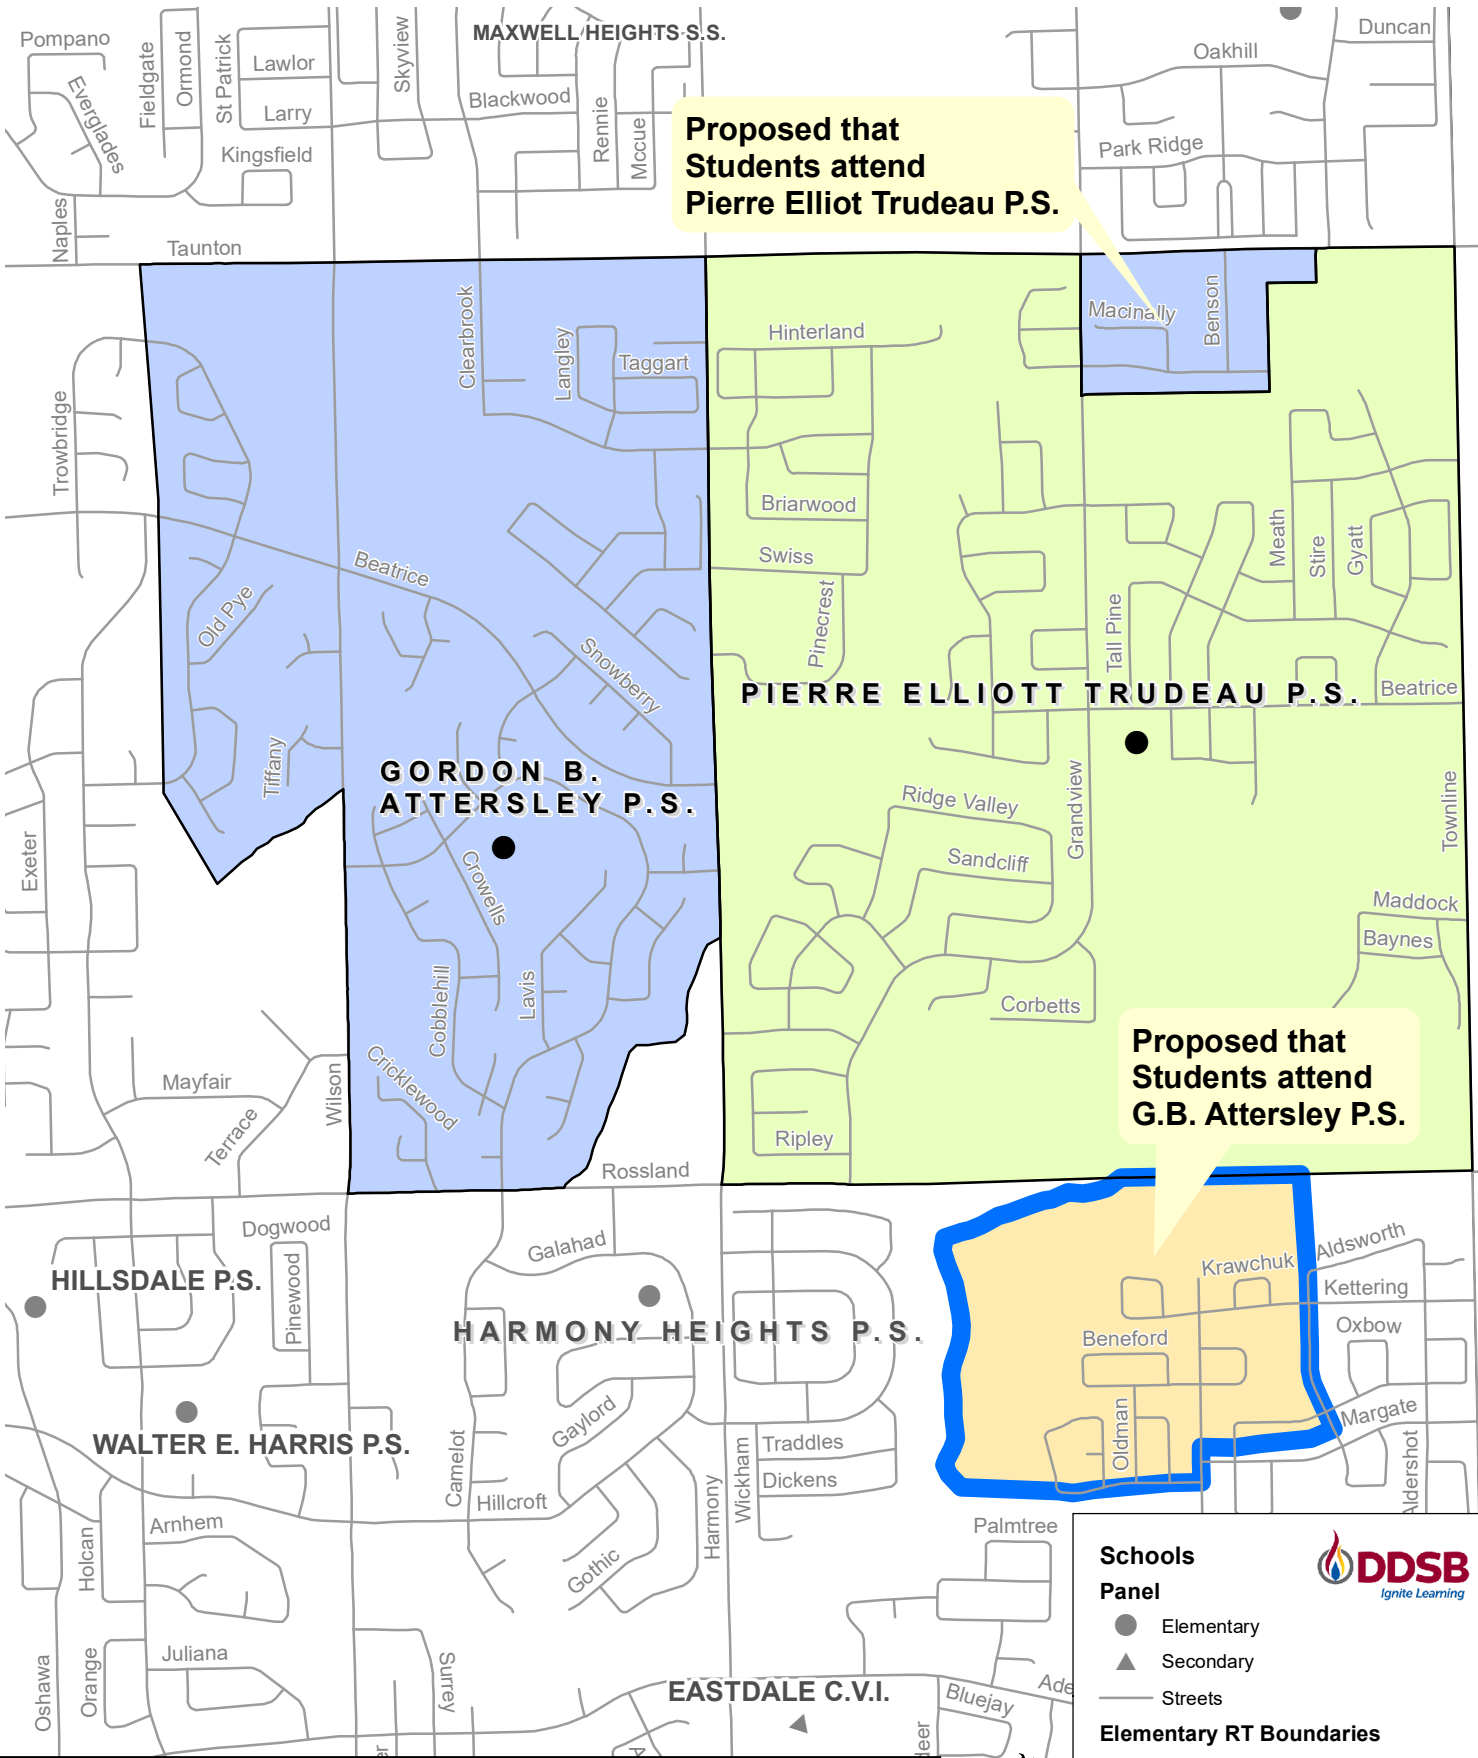 Pompano
Everglades
Fieldgate
Ormond
St Patrick
Lawlor
Larry
Kingsfield
Skyview
MAXWELL HEIGHTS S.S.
Blackwood
Rennie
Mccue
Duncan
Oakhill
Park Ridge
Proposed that
Students attend
Pierre Elliot Trudeau P.S.
Naples
Taunton
Clearbrook
Langley
Taggart
Hinterland
Macinally
Benson
Trowbridge
Briarwood
Swiss
Pinecrest
Meath
Stire
Gyatt
Beatrice
Old Pye
Snowberry
Tall Pine
PIERRE ELLIOTT TRUDEAU P.S.
Beatrice
Tiffany
GORDON B.
ATTERSLEY P.S.
Grandview
Townline
Ridge Valley
Sandcliff
Exeter
Crowells
Maddock
Baynes
Cobblehill
Lavis
Corbetts
Cricklewood
Mayfair
Terrace
Wilson
Proposed that
Students attend
G.B. Attersley P.S.
Ripley
Rossland
Dogwood
Pinewood
Galahad
HILLSDALE P.S.
Krawchuk
Aldsworth
Kettering
Oxbow
HARMONY HEIGHTS P.S.
Beneford
Oldman
Margate
Aldershot
WALTER E. HARRIS P.S.
Gaylord
Camelot
Hillcroft
Traddles
Dickens
Wickham
Harmony
Arnhem
Holcan
Gothic
Palmtree
Juliana
Orange
Oshawa
Surrey
EASTDALE C.V.I.
Bluejay
Schools
DDSB
Ignite Learning
Panel
Elementary
Secondary
Streets
Elementary RT Boundaries